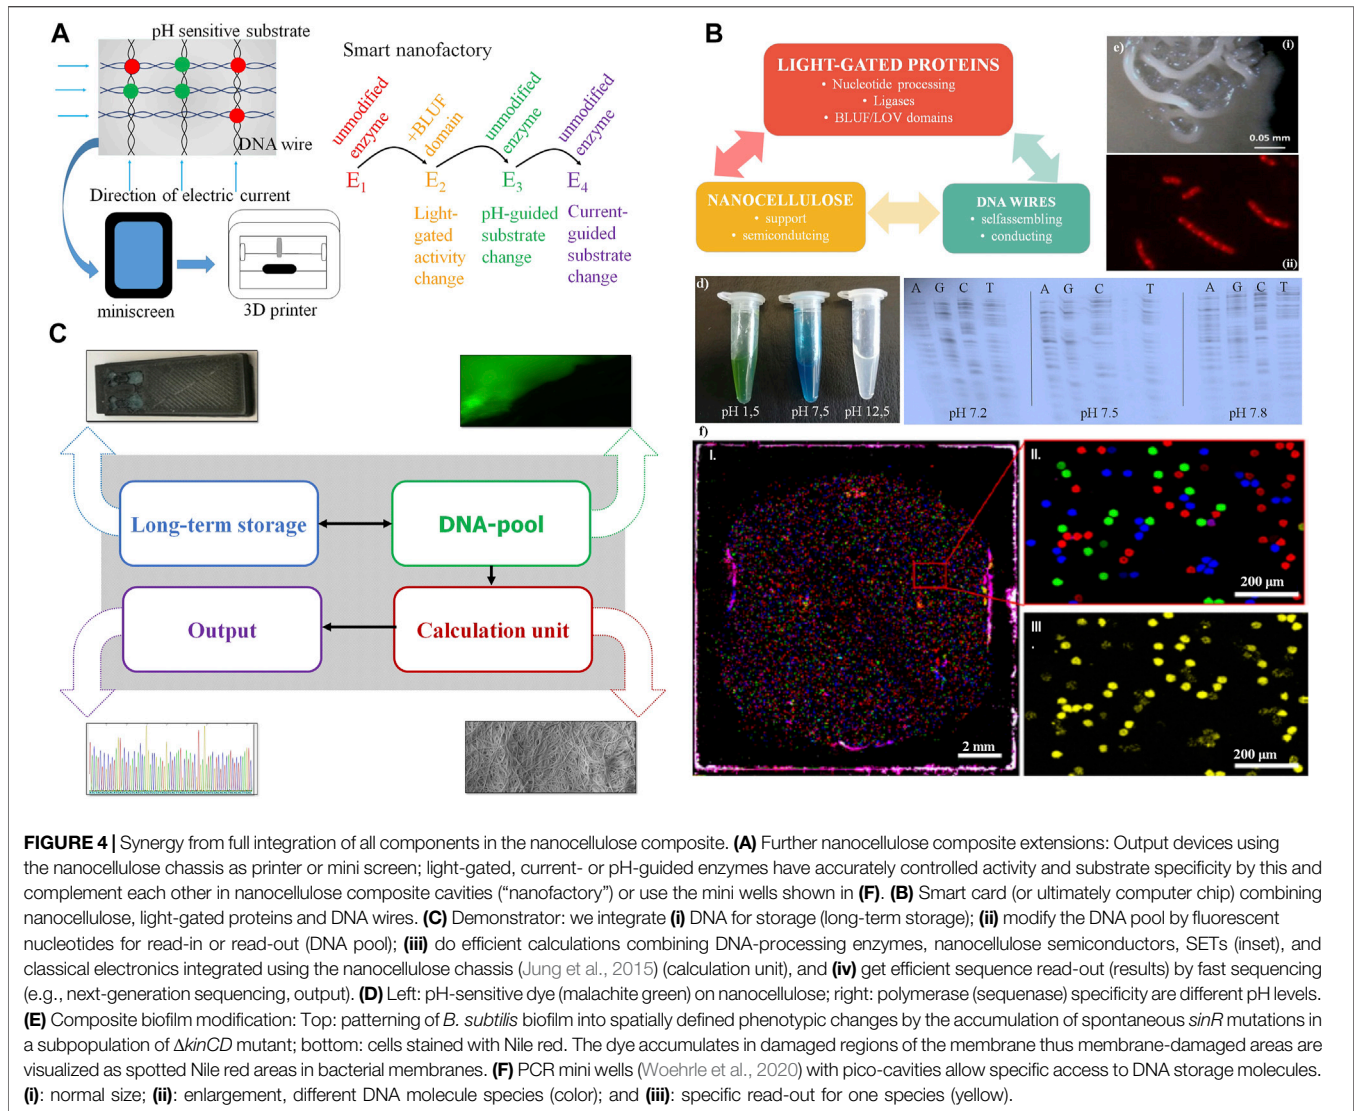 A
pH sensitive substrate
DNA wire
Direction of electric current
miniscreen
3D printer
Smart nanofactory
unmodified
enzyme
+BLUF
domain
unmodified
enzyme
unmodified
enzyme
E1
E2
E3
E4
Light-
gated
activity
change
pH-guided
substrate
change
Current-
guided
substrate
change
B
LIGHT-GATED PROTEINS
• Nucleotide processing
• Ligases
• BLUF/LOV domains
NANOCELLULOSE
• support
• semiconduteing
DNA WIRES
• selfassembling
• conducting
e)
(i)
0.05 mm
(ii)
d)
pH 1,5
pH 7,5
pH 12,5
A G C T
A G C T
A G C T
pH 7.2
pH 7.5
pH 7.8
C
Long-term storage
DNA-pool
Output
Calculation unit
f)
I.
2 mm
II.
200 µm
III
.
200 µm
FIGURE 4 | Synergy from full integration of all components in the nanocellulose composite. (A) Further nanocellulose composite extensions: Output devices using
the nanocellulose chassis as printer or mini screen; light-gated, current- or pH-guided enzymes have accurately controlled activity and substrate specificity by this and
complement each other in nanocellulose composite cavities (“nanofactory”) or use the mini wells shown in (F). (B) Smart card (or ultimately computer chip) combining
nanocellulose, light-gated proteins and DNA wires. (C) Demonstrator: we integrate (i) DNA for storage (long-term storage); (ii) modify the DNA pool by fluorescent
nucleotides for read-in or read-out (DNA pool); (iii) do efficient calculations combining DNA-processing enzymes, nanocellulose semiconductors, SETs (inset), and
classical electronics integrated using the nanocellulose chassis (Jung et al., 2015) (calculation unit), and (iv) get efficient sequence read-out (results) by fast sequencing
(e.g., next-generation sequencing, output). (D) Left: pH-sensitive dye (malachite green) on nanocellulose; right: polymerase (sequenase) specificity are different pH levels.
(E) Composite biofilm modification: Top: patterning of B. subtilis biofilm into spatially defined phenotypic changes by the accumulation of spontaneous sinR mutations in
a subpopulation of ΔkinCD mutant; bottom: cells stained with Nile red. The dye accumulates in damaged regions of the membrane thus membrane-damaged areas are
visualized as spotted Nile red areas in bacterial membranes. (F) PCR mini wells (Woehrle et al., 2020) with pico-cavities allow specific access to DNA storage molecules.
(i): normal size; (ii): enlargement, different DNA molecule species (color); and (iii): specific read-out for one species (yellow).